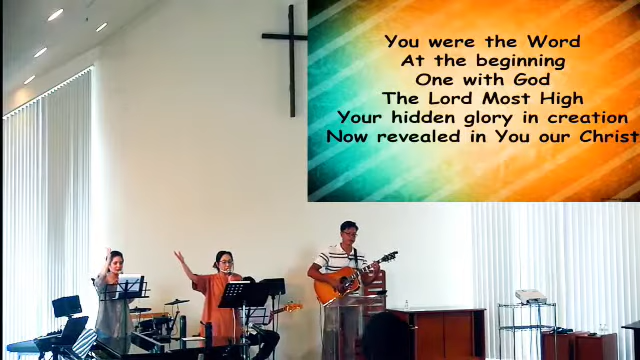 You were the Word
At the beginning
One with God
The Lord Most High
Your hidden glory in creation
Now revealed in You our Christ